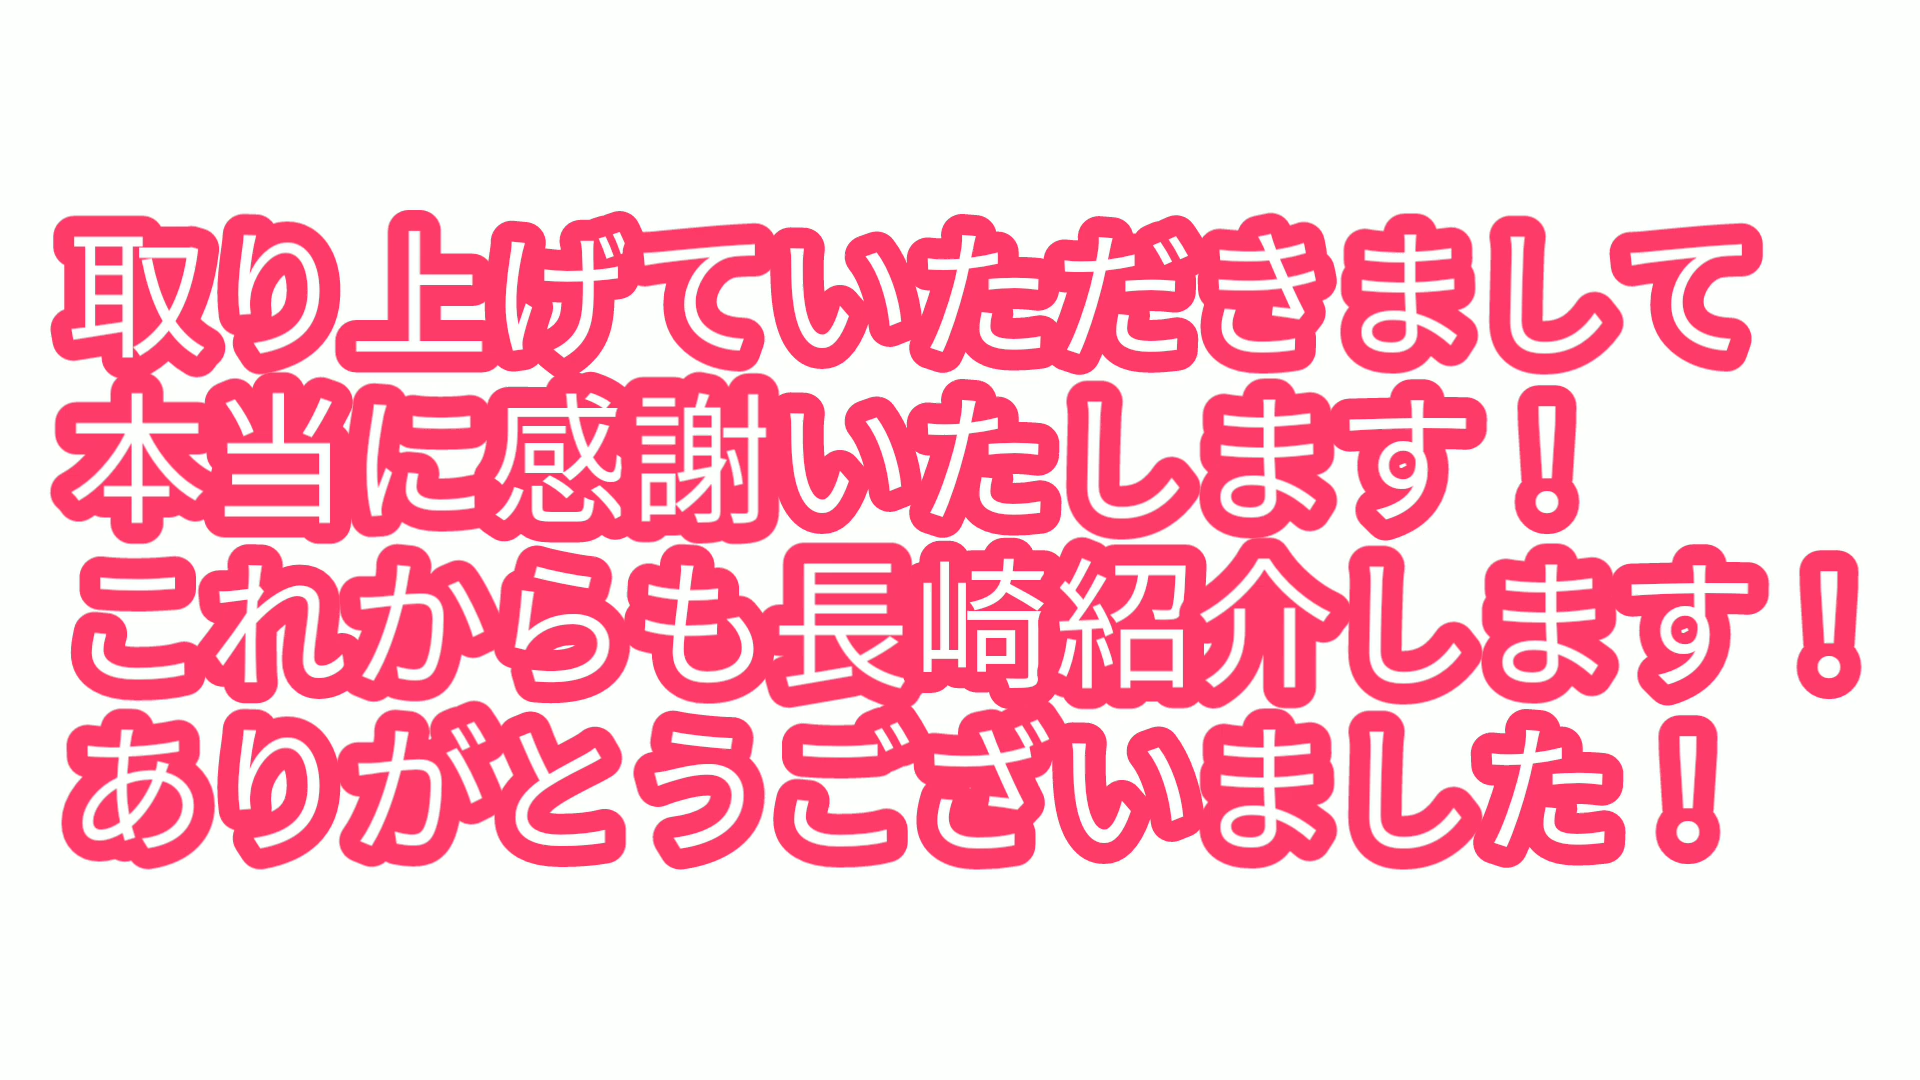 取り上げていただきまして
本当に感謝いたします！
これからも長崎紹介します！
ありがとうございました！